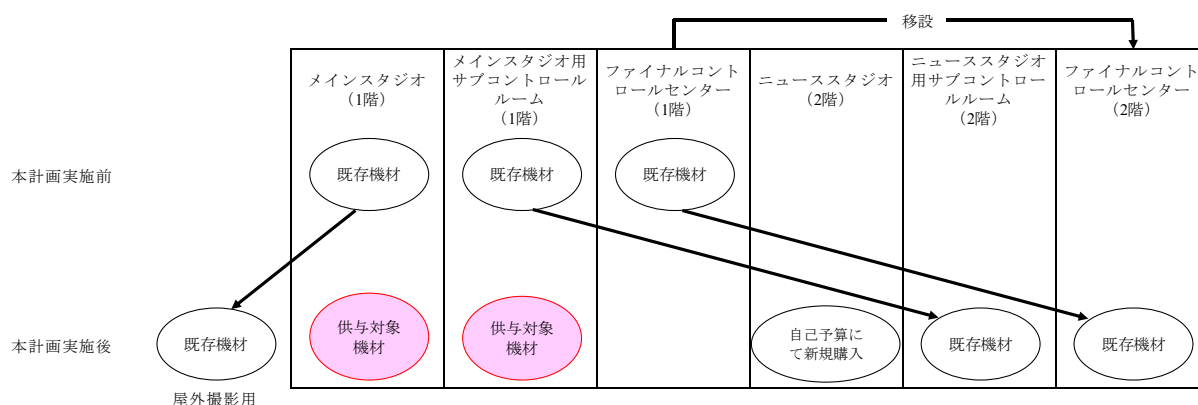 移設
メインスタジオ
（1階）
メインスタジオ用
サブコントロール
ルーム
（1階）
ファイナルコント
ロールセンター
（1階）
ニューススタジオ
（2階）
ニューススタジオ
用サブコントロー
ルルーム
（2階）
ファイナルコント
ロールセンター
（2階）
本計画実施前
既存機材
既存機材
既存機材
本計画実施後
既存機材
屋外撮影用
供与対象
機材
供与対象
機材
自己予算に
て新規購入
既存機材
既存機材